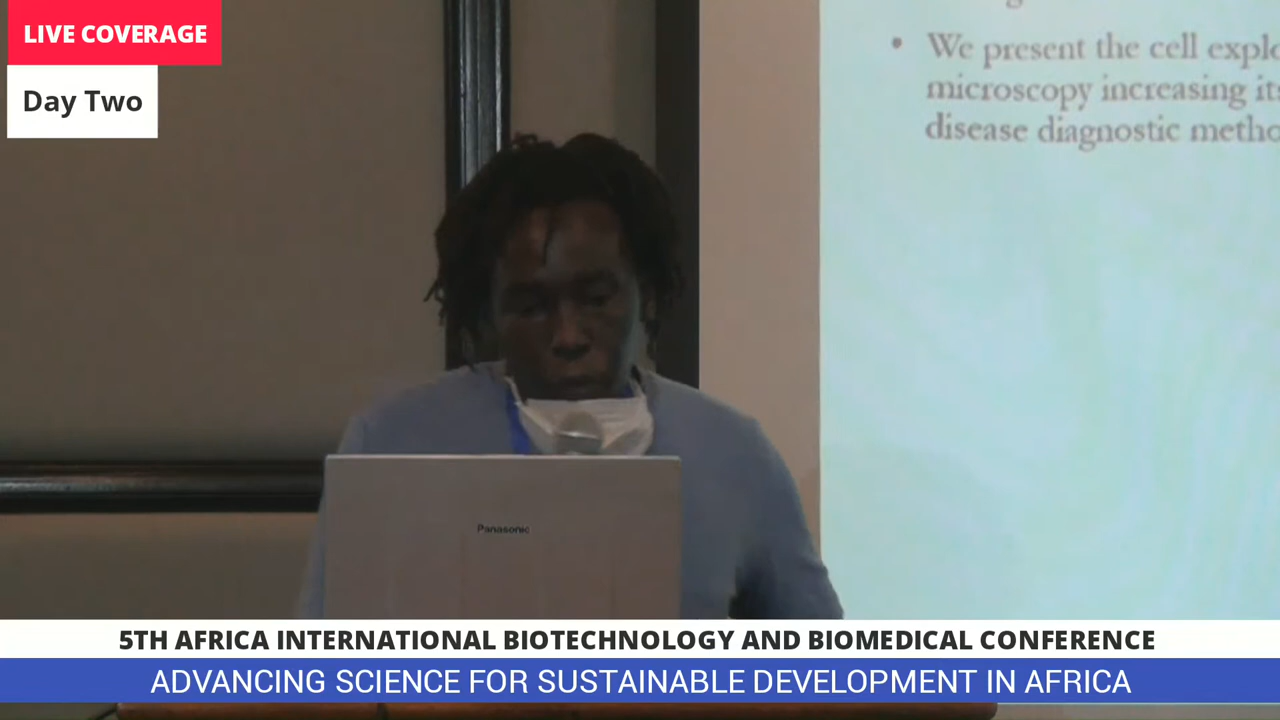 LIVE COVERAGE
Day Two
• We present the cell
microscopy increasing
disease diagnostic
Panasonic
5TH AFRICA INTERNATIONAL BIOTECHNOLOGY AND BIOMEDICAL CONFERENCE
ADVANCING SCIENCE FOR SUSTAINABLE DEVELOPMENT IN AFRICA